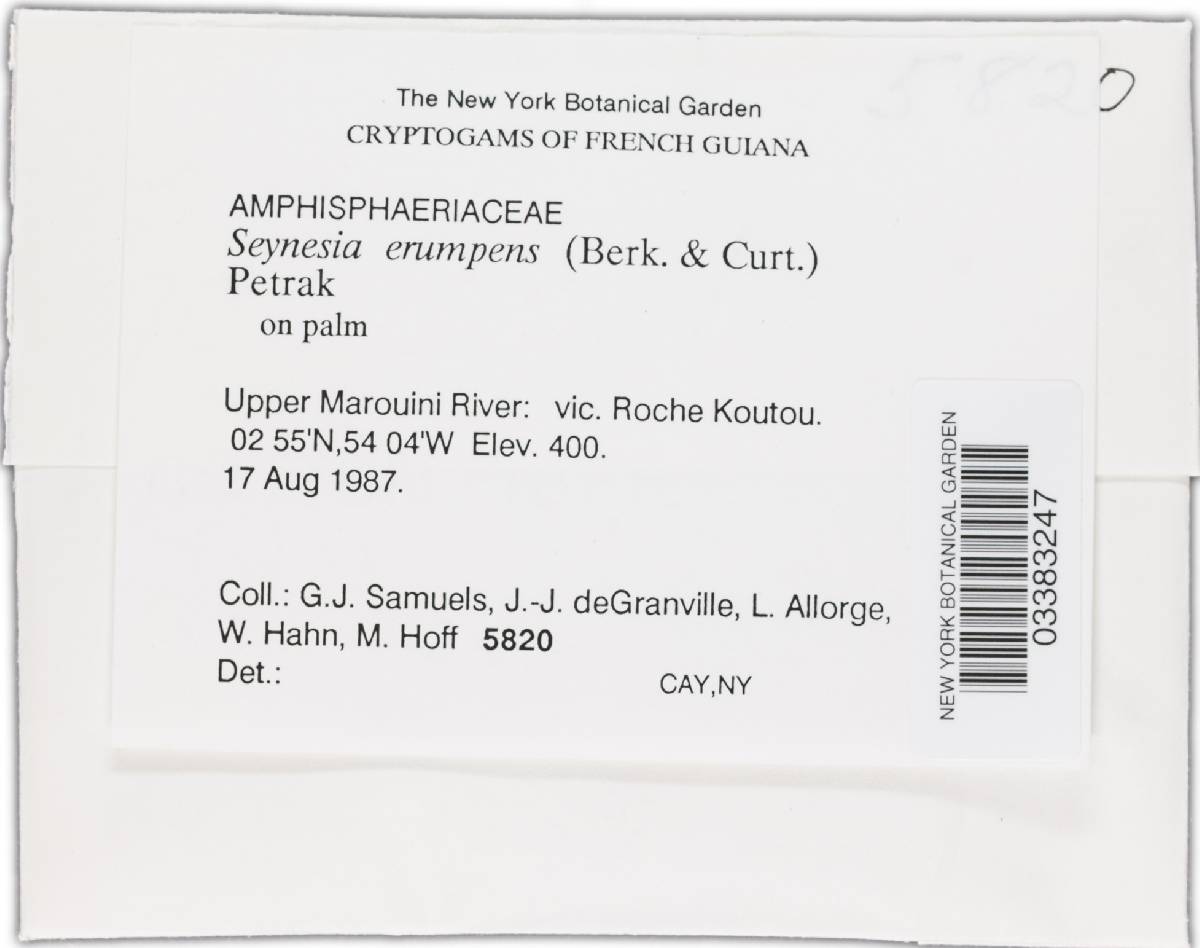 5820
The New York Botanical Garden
CRYPTOGAMS OF FRENCH GUIANA
AMPHISPHAERIACEAE
Seynesia erumpens (Berk. & Curt.)
Petrak
on palm
Upper Marouini River: vic. Roche Koutou.
02 55'N,54 04'W Elev. 400.
17 Aug 1987.
Coll.: G.J. Samuels, J.-J. deGranville, L. Allorge,
W. Hahn, M. Hoff 5820
Det.:
CAY,NY
NEW YORK BOTANICAL GARDEN
03383247